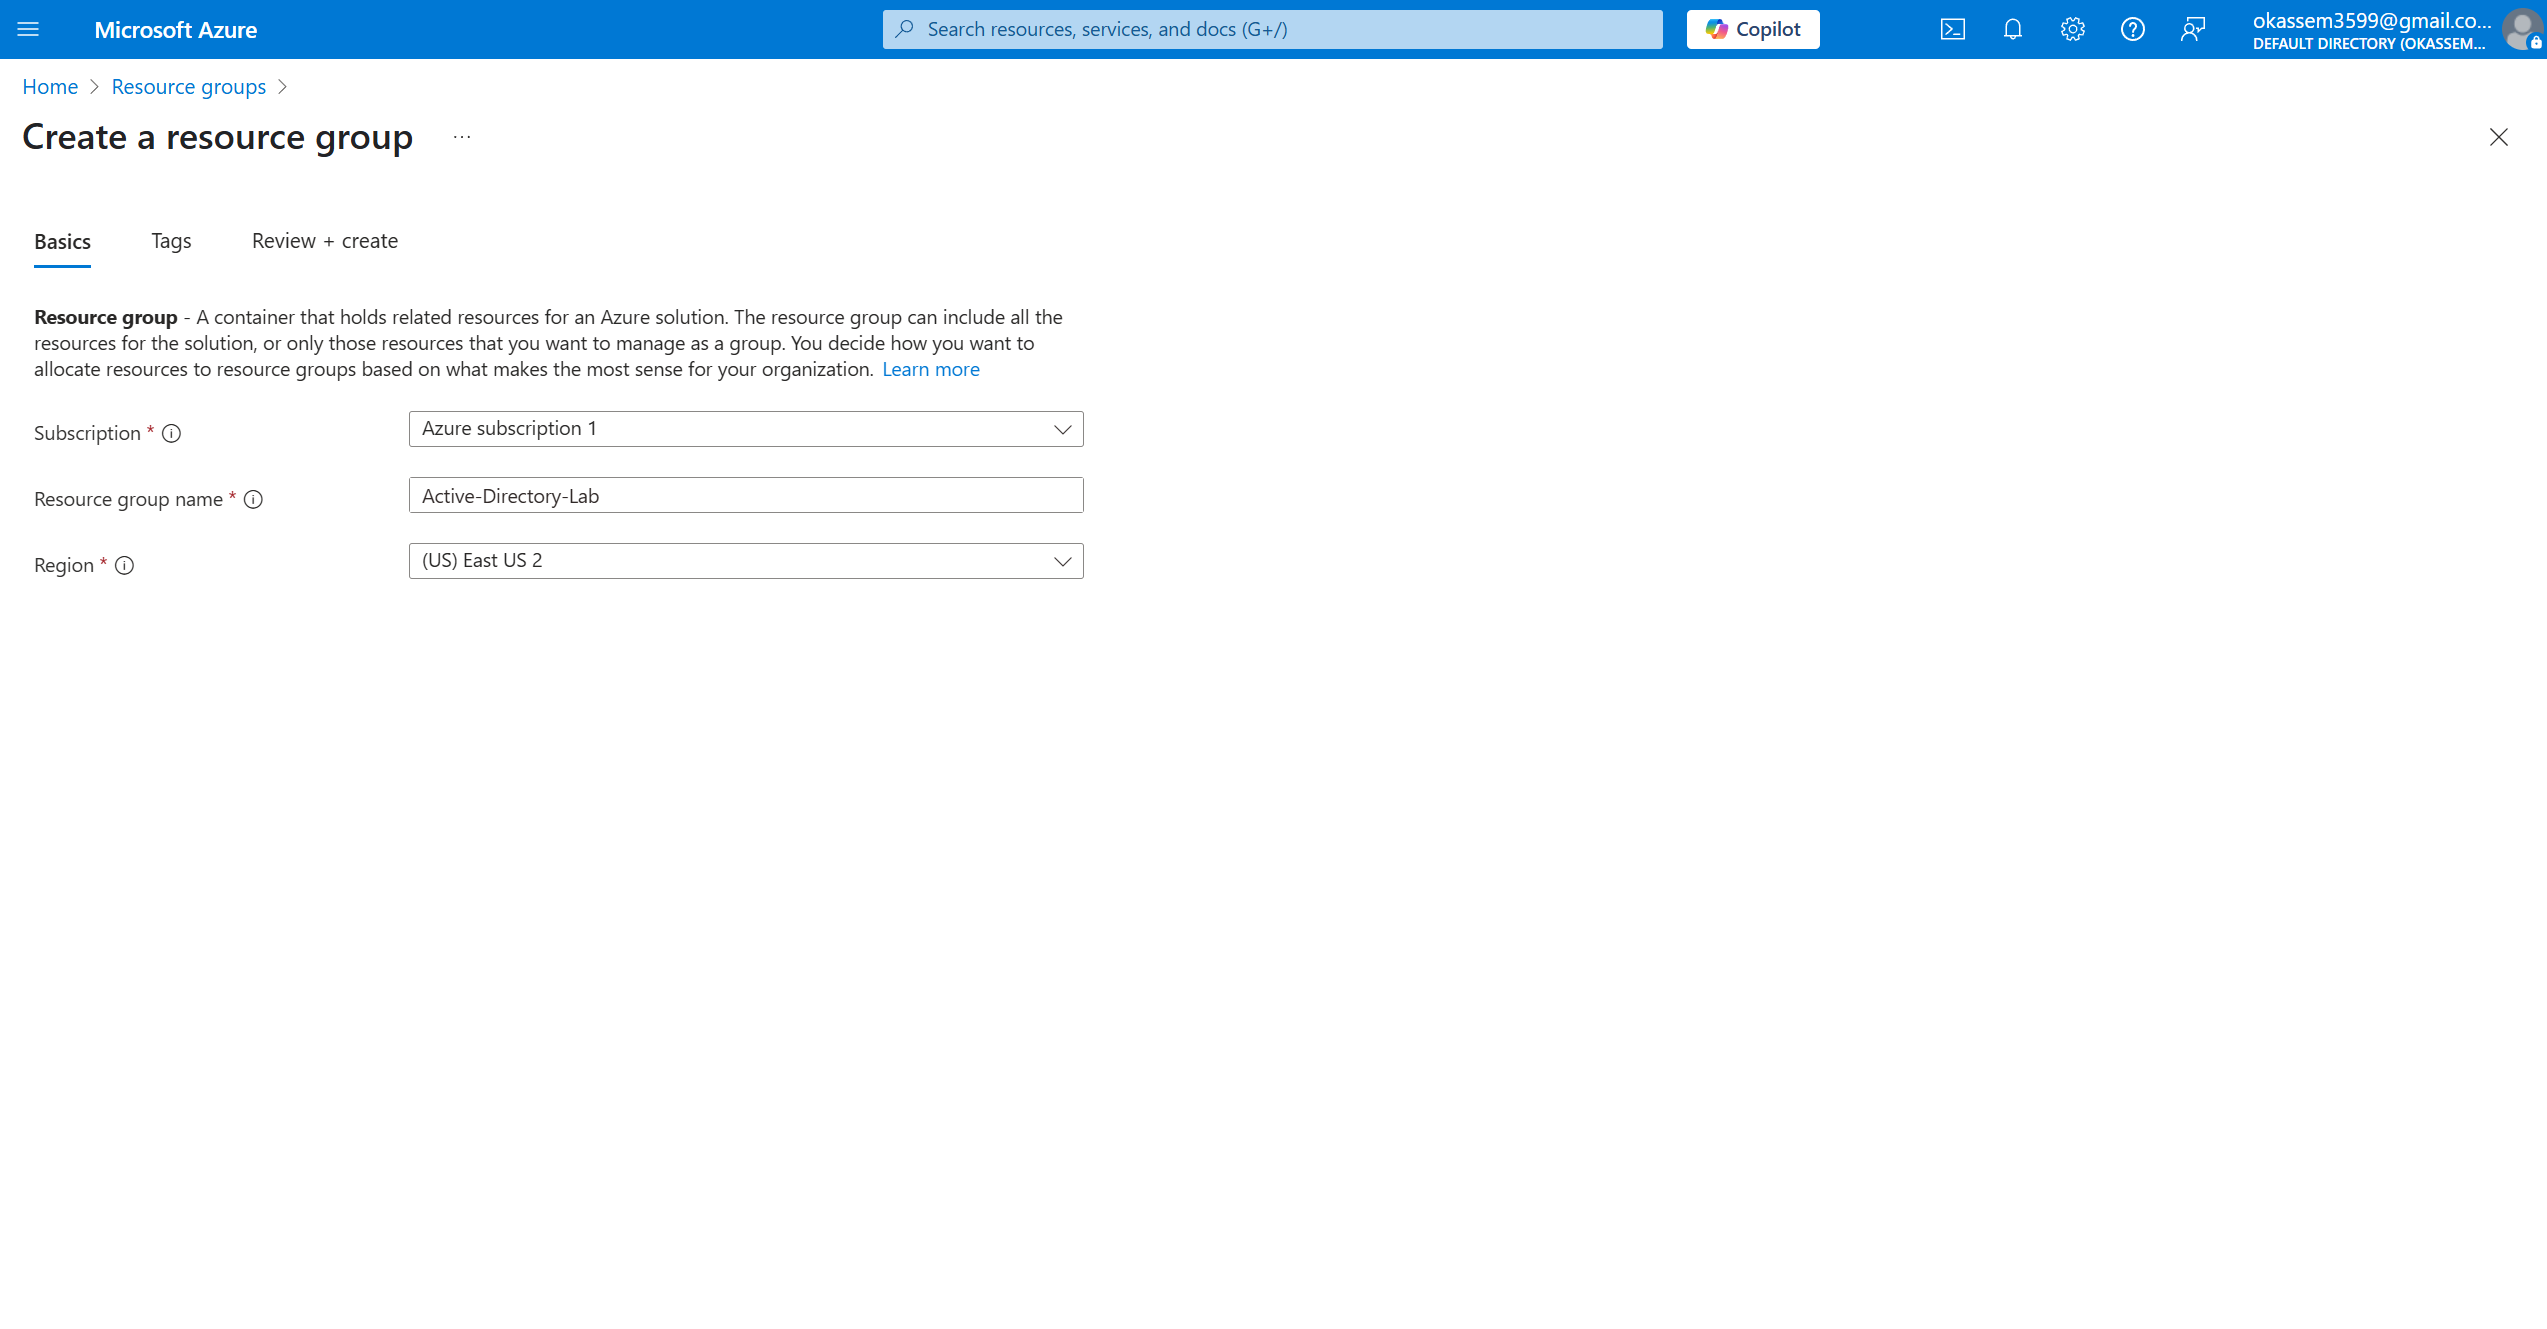 Microsoft Azure
Search resources, services, and docs (G+/)
Copilot
okassem3599@gmail.co...
DEFAULT DIRECTORY (OKASSEM...
Home > Resource groups >
Create a resource group ...
Basics Tags Review + create
Resource group - A container that holds related resources for an Azure solution. The resource group can include all the
resources for the solution, or only those resources that you want to manage as a group. You decide how you want to
allocate resources to resource groups based on what makes the most sense for your organization. Learn more
Subscription * Azure subscription 1
Resource group name * Active-Directory-Lab
Region * (US) East US 2